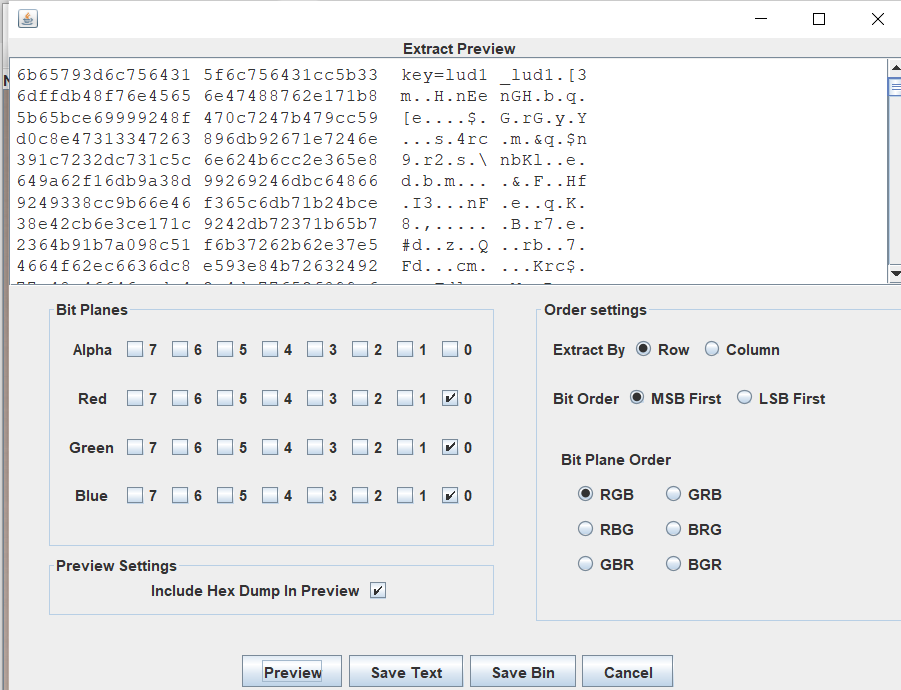 Extract Preview
6b65793d6c756431 5f6c756431cc5b33 key=lud1 _lud1.[3
6dffdb48f76e4565 6e47488762e171b8 m..H.nEe nGH.b.q.
5b65bce69999248f 470c7247b479cc59 [e....$. G.rG.y.Y
d0c8e47313347263 896db92671e7246e ...s.4rc .m.&q.$n
391c7232dc731c5c 6e624b6cc2e365e8 9.r2.s.\ nbKl..e.
649a62f16db9a38d 99269246dbc64866 d.b.m... .&.F..Hf
9249338cc9b66e46 f365c6db71b24bce .I3...nF .e..q.K.
38e42cb6e3ce171c 9242db72371b65b7 8.,..... .B.r7.e.
2364b91b7a098c51 f6b37262b62e37e5 #d..z..Q ..rb..7.
4664f62ec6636dc8 e593e84b72632492 Fd...cm. ...Krc$.
Bit Planes
Alpha 7 6 5 4 3 2 1 0
Red 7 6 5 4 3 2 1 0
Green 7 6 5 4 3 2 1 0
Blue 7 6 5 4 3 2 1 0
Preview Settings
Include Hex Dump In Preview
Order settings
Extract By Row Column
Bit Order MSB First LSB First
Bit Plane Order
RGB GRB
RBG BRG
GBR BGR
Preview Save Text Save Bin Cancel